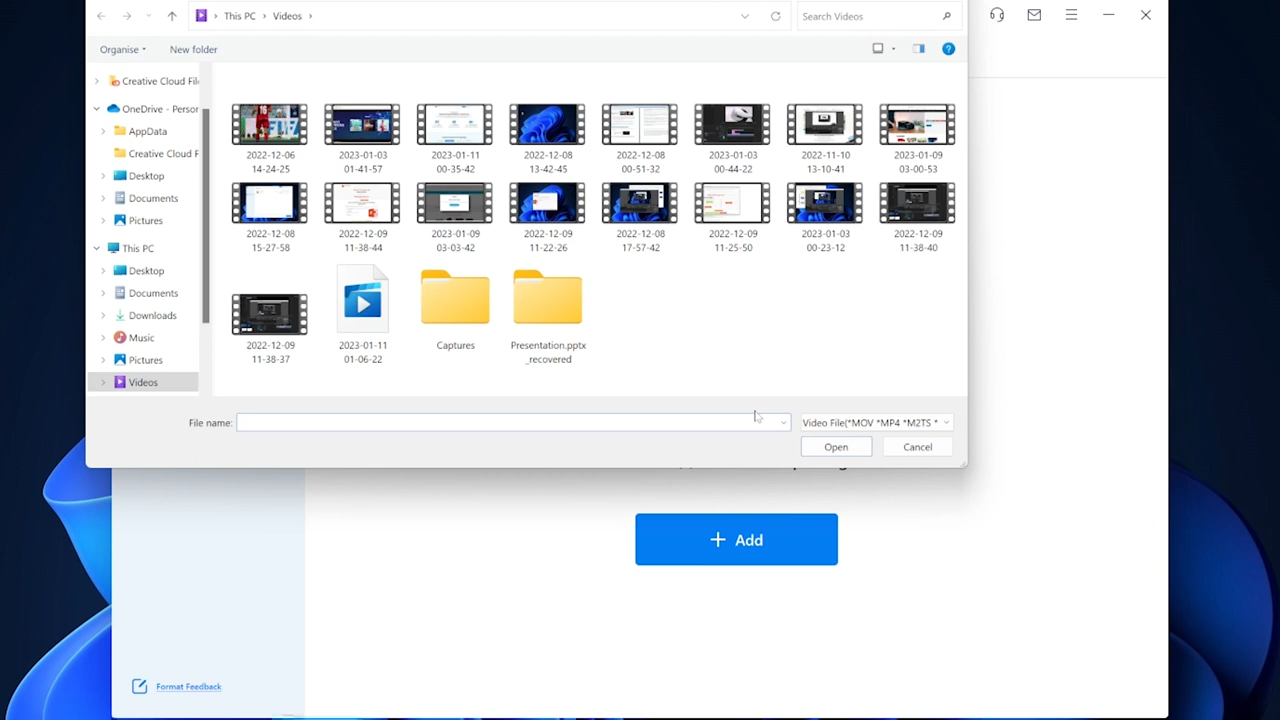 This PC > Videos >
Search Videos
Organise
New folder
Creative Cloud Fil
OneDrive - Person
AppData
Creative Cloud F
Desktop
Documents
Pictures
This PC
Desktop
Documents
Downloads
Music
Pictures
Videos
2022-12-06 2023-01-03 2023-01-11 2022-12-08 2022-12-08 2023-01-03 2022-11-10 2023-01-09
14-24-25 01-41-57 00-35-42 13-42-45 00-51-32 00-44-22 13-10-41 03-00-53
2022-12-08 2022-12-09 2023-01-09 2022-12-09 2022-12-08 2022-12-09 2023-01-03 2022-12-09
15-27-58 11-38-44 03-03-42 11-22-26 17-57-42 11-25-50 00-23-12 11-38-40
2022-12-09 2023-01-11 Captures Presentation.pptx
11-38-37 01-06-22 _recovered
File name:
Video File(*MOV *MP4 *M2TS *
Open
Cancel
+ Add
Format Feedback